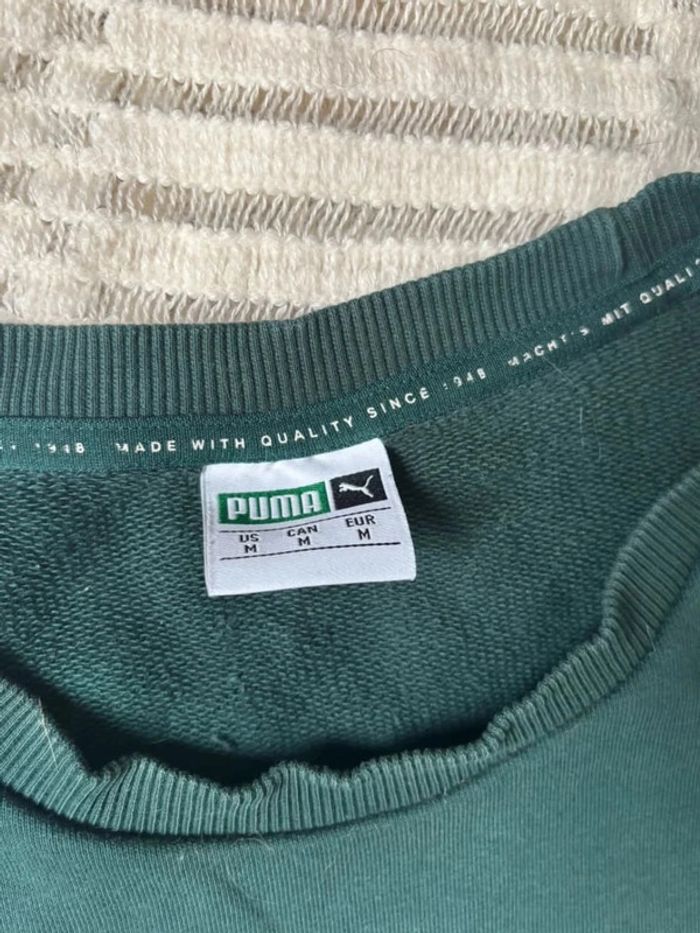 1948 MADE WITH QUALITY SINCE 1948 MACHT'S MIT QUALI
PUMA
US CAN EUR
M M M